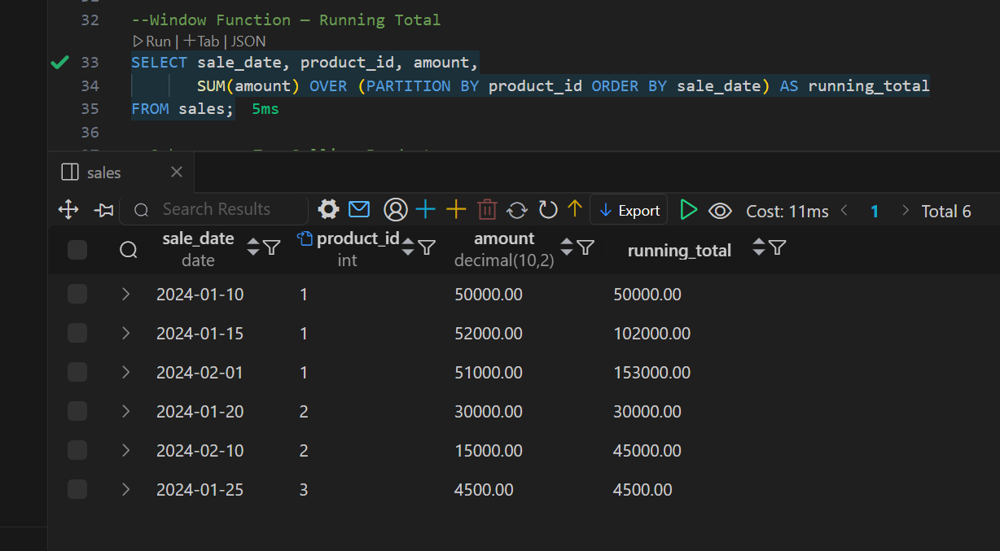 32 --Window Function — Running Total
Run | +Tab | JSON
33 SELECT sale_date, product_id, amount,
34 SUM(amount) OVER (PARTITION BY product_id ORDER BY sale_date) AS running_total
35 FROM sales; 5ms
36
sales
Search Results Export Cost: 11ms 1 Total 6
sale_date product_id amount running_total
date int decimal(10,2)
2024-01-10 1 50000.00 50000.00
2024-01-15 1 52000.00 102000.00
2024-02-01 1 51000.00 153000.00
2024-01-20 2 30000.00 30000.00
2024-02-10 2 15000.00 45000.00
2024-01-25 3 4500.00 4500.00